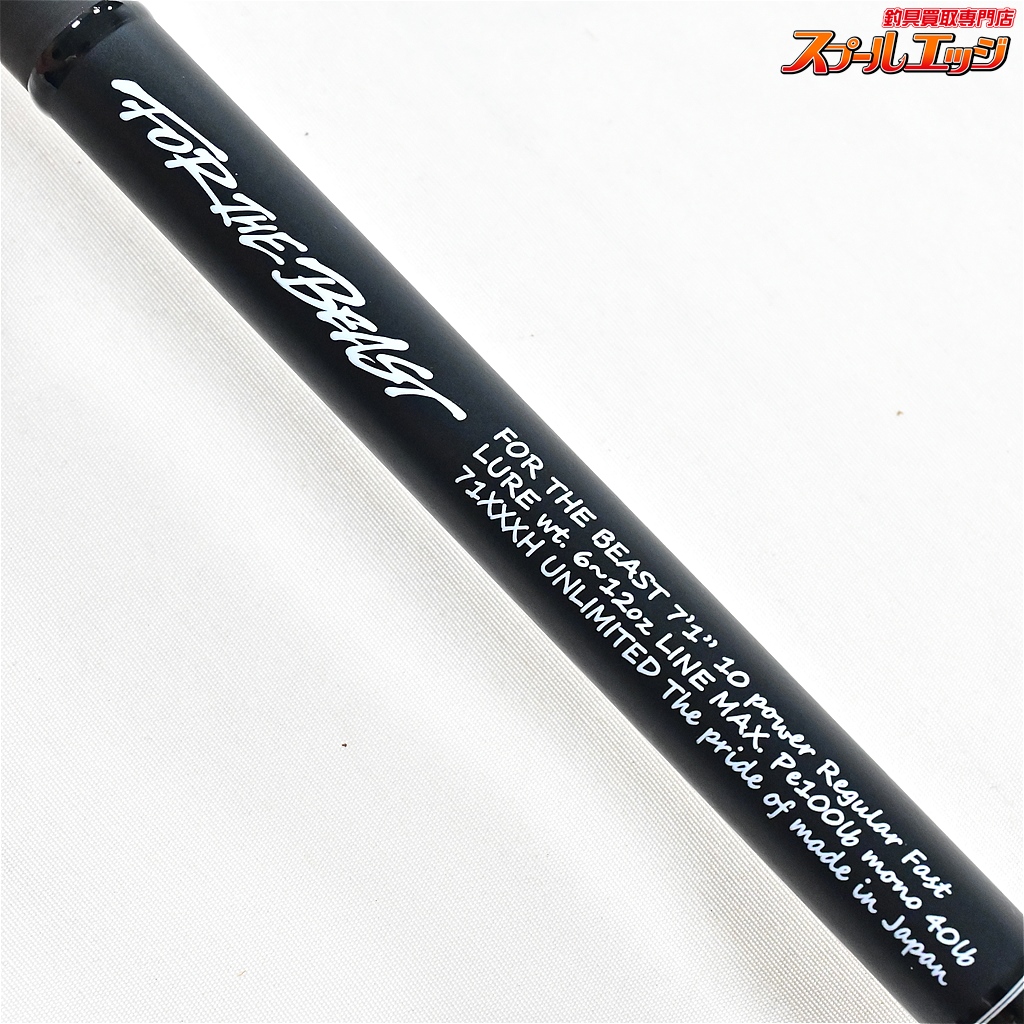 釣具買取専門店
スプールエッジ
FOR THE BEAST
FOR THE BEAST 7'1" 10 power Regular Fast
LURE wt. 6~12oz LINE MAX. Pe100lb mono 40lb
71XXXH UNLIMITED The pride of made in Japan